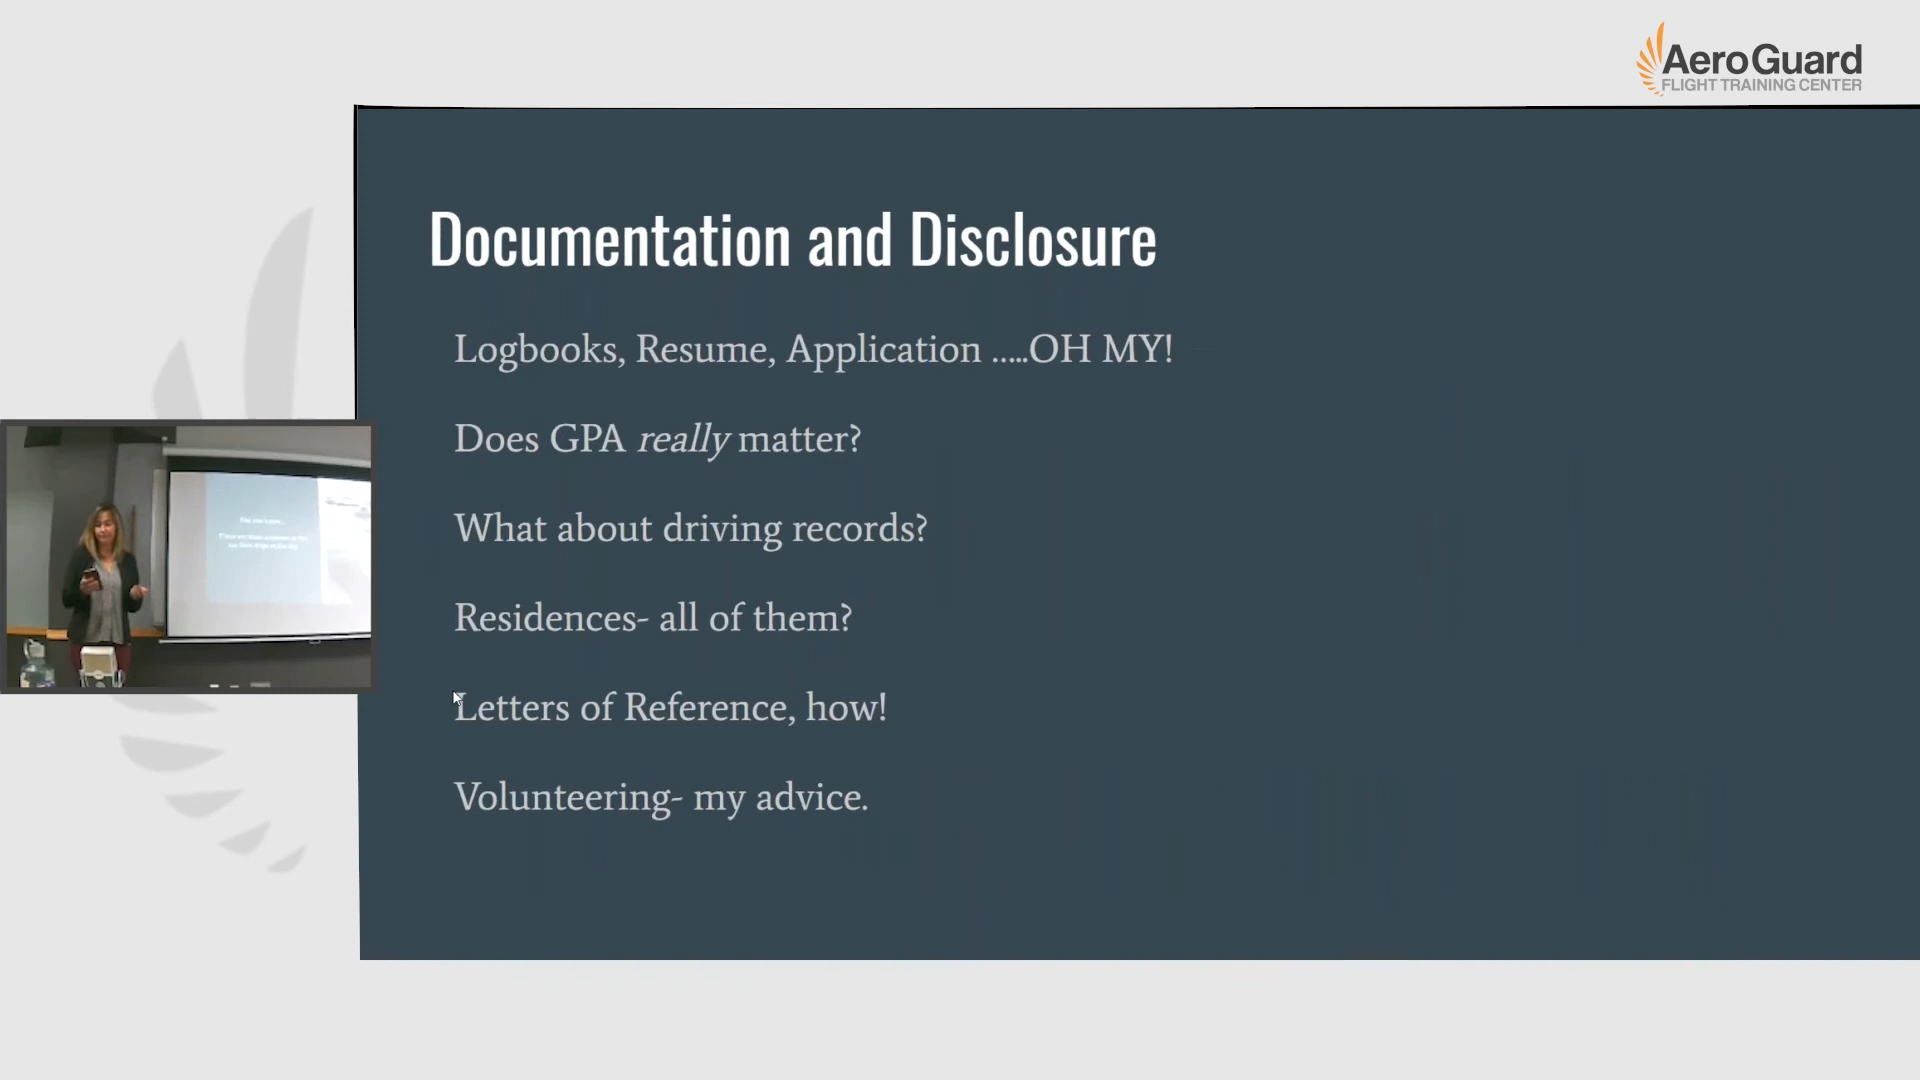 AeroGuard
FLIGHT TRAINING CENTER
Documentation and Disclosure
Logbooks, Resume, Application .....OH MY!
Does GPA really matter?
What about driving records?
Residences- all of them?
Letters of Reference, how!
Volunteering- my advice.